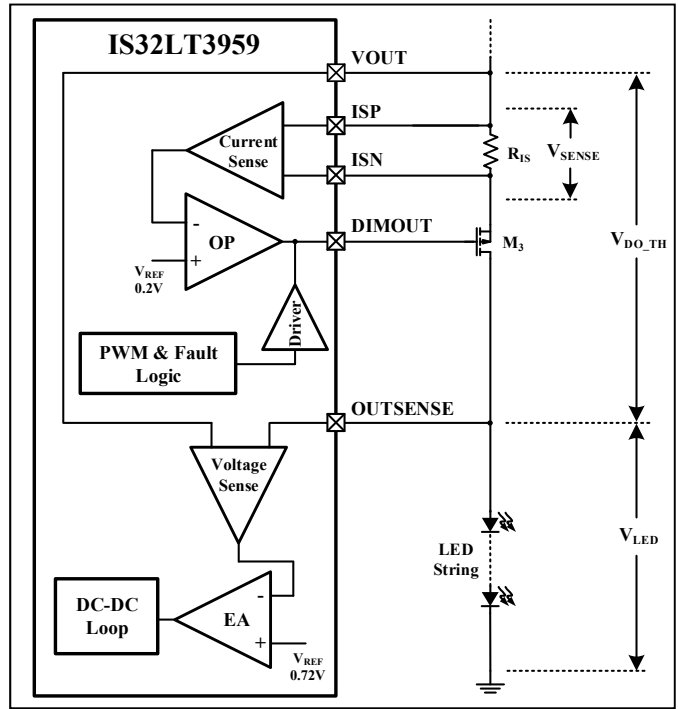 IS32LT3959
VOUT
ISP
Current
Sense
ISN
R_IS
V_SENSE
-
OP
+
V_REF
0.2V
DIMOUT
M_3
V_DO_TH
Driver
PWM & Fault
Logic
OUTSENSE
Voltage
Sense
LED
String
V_LED
DC-DC
Loop
-
EA
+
V_REF
0.72V